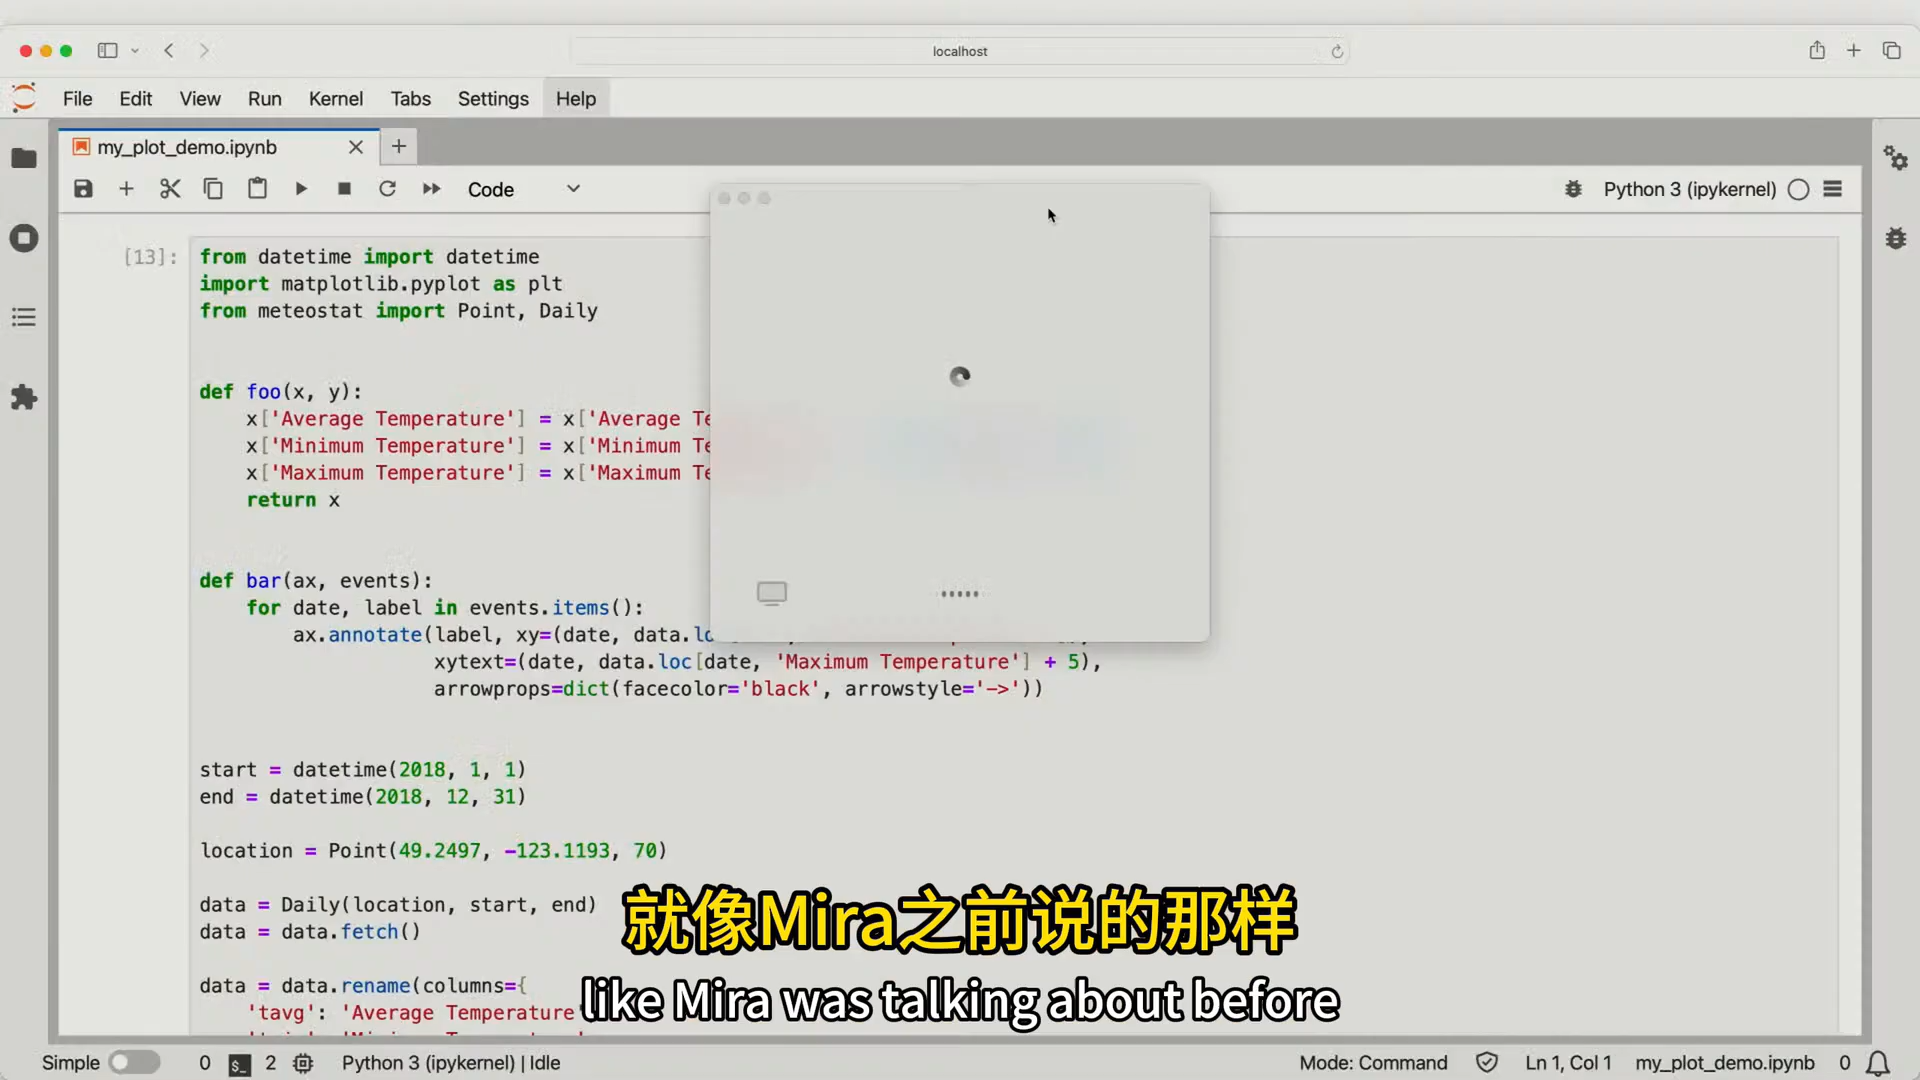 localhost
File Edit View Run Kernel Tabs Settings Help
my_plot_demo.ipynb
Code
Python 3 (ipykernel)
[13]:
from datetime import datetime
import matplotlib.pyplot as plt
from meteostat import Point, Daily
def foo(x, y):
x['Average Temperature'] = x['Average Te
x['Minimum Temperature'] = x['Minimum Te
x['Maximum Temperature'] = x['Maximum Te
return x
def bar(ax, events):
for date, label in events.items():
ax.annotate(label, xy=(date, data.lo
xytext=(date, data.loc[date, 'Maximum Temperature'] + 5),
arrowprops=dict(facecolor='black', arrowstyle='->'))
start = datetime(2018, 1, 1)
end = datetime(2018, 12, 31)
location = Point(49.2497, -123.1193, 70)
data = Daily(location, start, end)
data = data.fetch()
data = data.rename(columns={
'tavg': 'Average Temperature'
就像Mira之前说的那样
like Mira was talking about before
Simple 0 2 Python 3 (ipykernel) | Idle
Mode: Command Ln 1, Col 1 my_plot_demo.ipynb 0